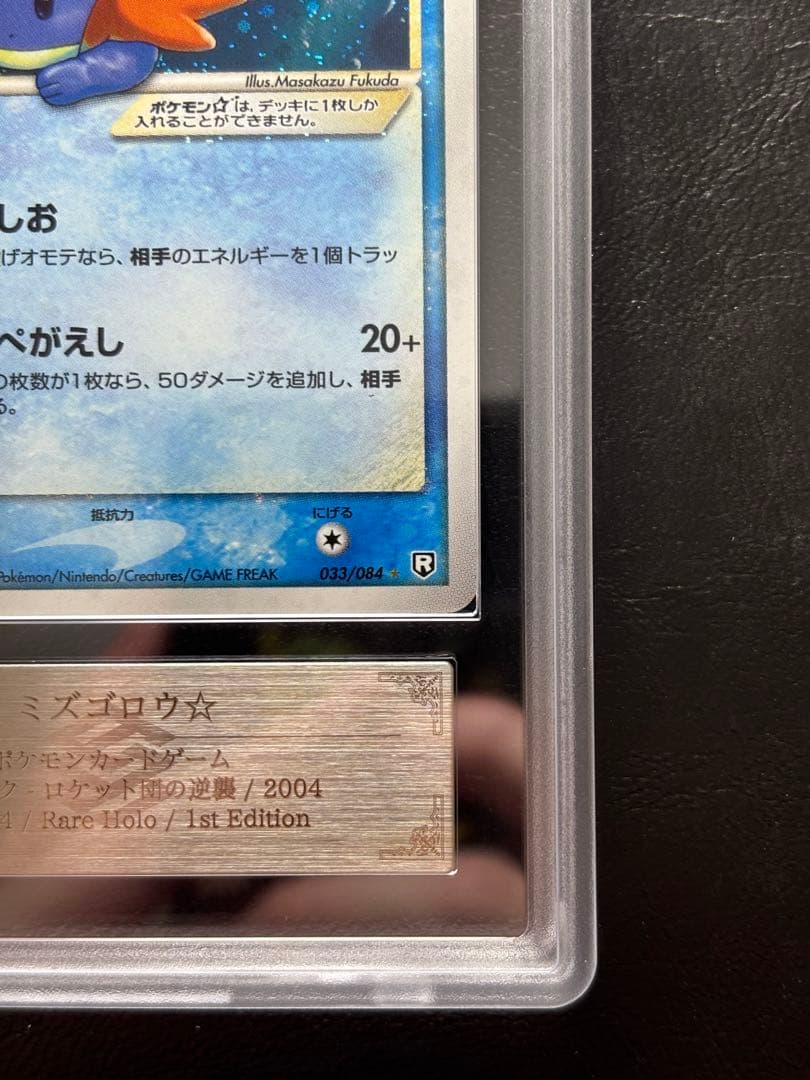 Illus.Masakazu Fukuda
ポケモン☆は、デッキに1枚しか
入れることができません。
しお
げオモテなら、相手のエネルギーを1個トラッ
ぺがえし 20+
の枚数が1枚なら、50ダメージを追加し、相手
る。
抵抗力 にげる
Pokémon/Nintendo/Creatures/GAME FREAK 033/084 ★ R
ミズゴロウ☆
ポケモンカードゲーム
ク - ロケット団の逆襲 / 2004
4 / Rare Holo / 1st Edition